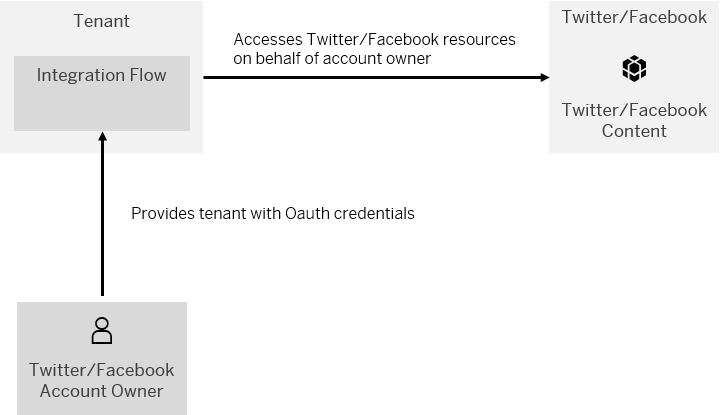 Tenant
Integration Flow
Accesses Twitter/Facebook resources
on behalf of account owner
Twitter/Facebook
Twitter/Facebook
Content
Provides tenant with Oauth credentials
Twitter/Facebook
Account Owner